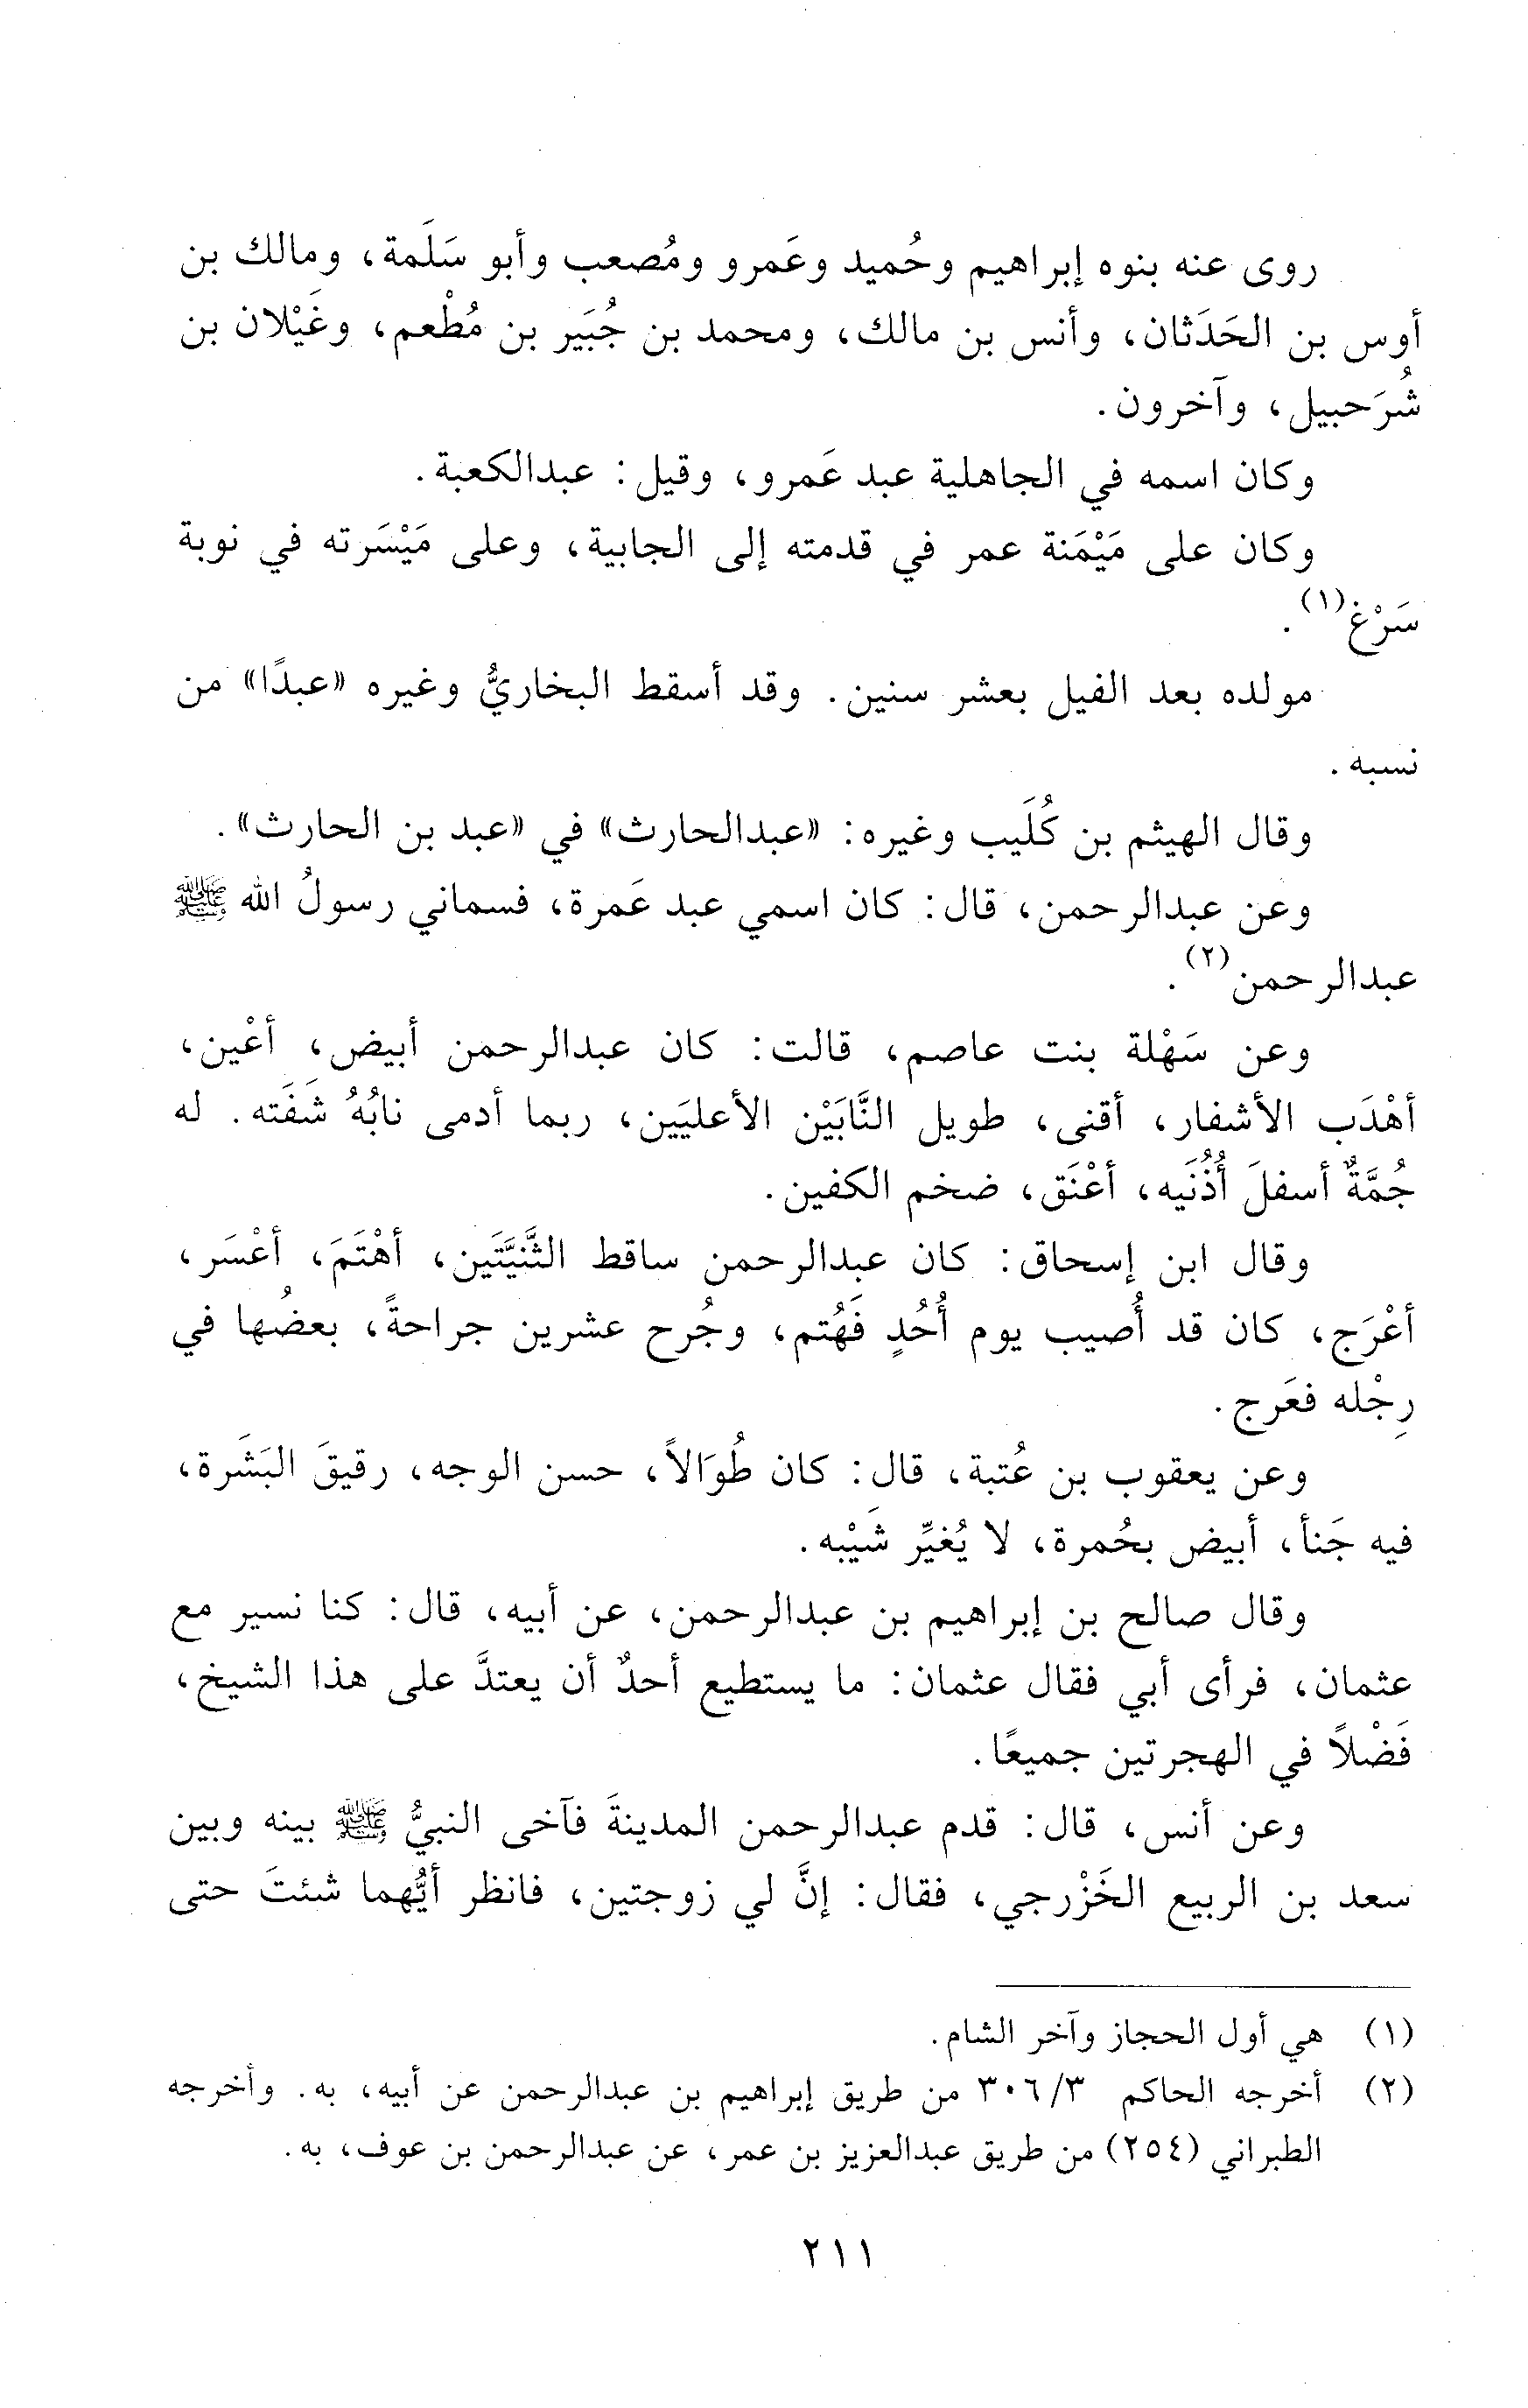 روى عنه بنوه إبراهيم وحُميد وعَمرو ومُصعب وأبو سَلَمة، ومالك بن
أوس بن الحَدَثان، وأنس بن مالك، ومحمد بن جُبَير بن مُطْعم، وغَيْلان بن
شُرَحبيل، وآخرون.
وكان اسمه في الجاهلية عبد عَمرو، وقيل: عبدالكعبة.
وكان على مَيْمَنة عمر في قدمته إلى الجابية، وعلى مَيْسَرته في نوبة
سَرْغ(١).
مولده بعد الفيل بعشر سنين. وقد أسقط البخاريُّ وغيره «عبدًا» من
نسبه.
وقال الهيثم بن كُلَيب وغيره: «عبدالحارث» في «عبد بن الحارث».
وعن عبدالرحمن، قال: كان اسمي عبد عَمرة، فسماني رسولُ الله ﷺ
عبدالرحمن(٢).
وعن سَهْلة بنت عاصم، قالت: كان عبدالرحمن أبيض، أعْين،
أهْدَب الأشفار، أقنى، طويل النَّابَيْن الأعليَين، ربما أدمى نابُهُ شَفَته. له
جُمَّةٌ أسفلَ أُذُنَيه، أعْنَق، ضخم الكفين.
وقال ابن إسحاق: كان عبدالرحمن ساقط الثَّنيَّتَين، أهْتَمَ، أعْسَر،
أعْرَج، كان قد أُصيب يوم أُحُدٍ فَهُتم، وجُرح عشرين جراحةً، بعضُها في
رِجْله فعَرج.
وعن يعقوب بن عُتبة، قال: كان طُوَالاً، حسن الوجه، رقيقَ البَشَرة،
فيه جَنأ، أبيض بحُمرة، لا يُغيِّر شَيْبه.
وقال صالح بن إبراهيم بن عبدالرحمن، عن أبيه، قال: كنا نسير مع
عثمان، فرأى أبي فقال عثمان: ما يستطيع أحدٌ أن يعتدَّ على هذا الشيخ،
فَضْلاً في الهجرتين جميعًا.
وعن أنس، قال: قدم عبدالرحمن المدينةَ فآخى النبيُّ ﷺ بينه وبين
سعد بن الربيع الخَزْرجي، فقال: إنَّ لي زوجتين، فانظر أيُّهما شئتَ حتى
(١) هي أول الحجاز وآخر الشام.
(٢) أخرجه الحاكم ٣٠٦/٣ من طريق إبراهيم بن عبدالرحمن عن أبيه، به. وأخرجه
الطبراني (٢٥٤) من طريق عبدالعزيز بن عمر، عن عبدالرحمن بن عوف، به.
٢١١